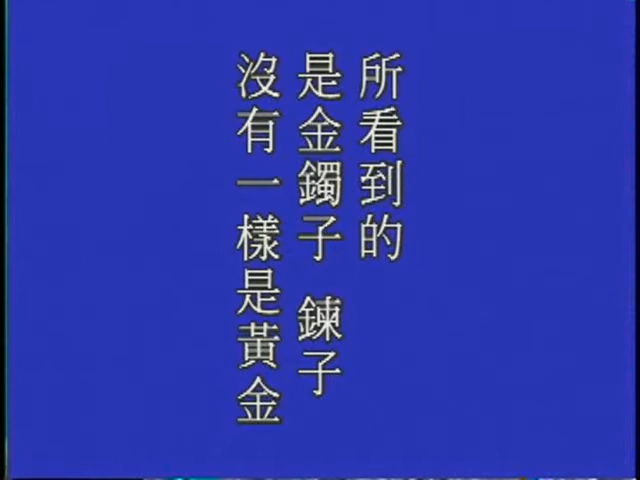 所看到的
是金鐲子 鍊子
沒有一樣是黃金